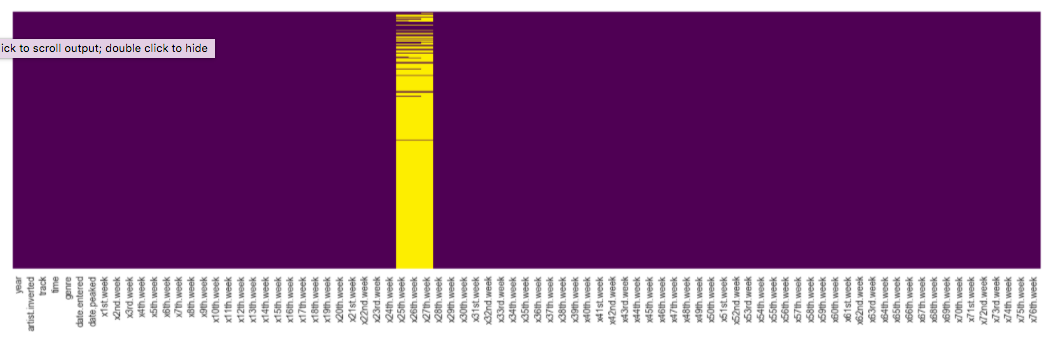 ick to scroll output; double click to hide
year
artist.inverted
track
time
genre
date.entered
date.peaked
x1st.week
x2nd.week
x3rd.week
x4th.week
x5th.week
x6th.week
x7th.week
x8th.week
x9th.week
x10th.week
x11th.week
x12th.week
x13th.week
x14th.week
x15th.week
x16th.week
x17th.week
x18th.week
x19th.week
x20th.week
x21st.week
x22nd.week
x23rd.week
x24th.week
x25th.week
x26th.week
x27th.week
x28th.week
x29th.week
x30th.week
x31st.week
x32nd.week
x33rd.week
x34th.week
x35th.week
x36th.week
x37th.week
x38th.week
x39th.week
x40th.week
x41st.week
x42nd.week
x43rd.week
x44th.week
x45th.week
x46th.week
x47th.week
x48th.week
x49th.week
x50th.week
x51st.week
x52nd.week
x53rd.week
x54th.week
x55th.week
x56th.week
x57th.week
x58th.week
x59th.week
x60th.week
x61st.week
x62nd.week
x63rd.week
x64th.week
x65th.week
x66th.week
x67th.week
x68th.week
x69th.week
x70th.week
x71st.week
x72nd.week
x73rd.week
x74th.week
x75th.week
x76th.week